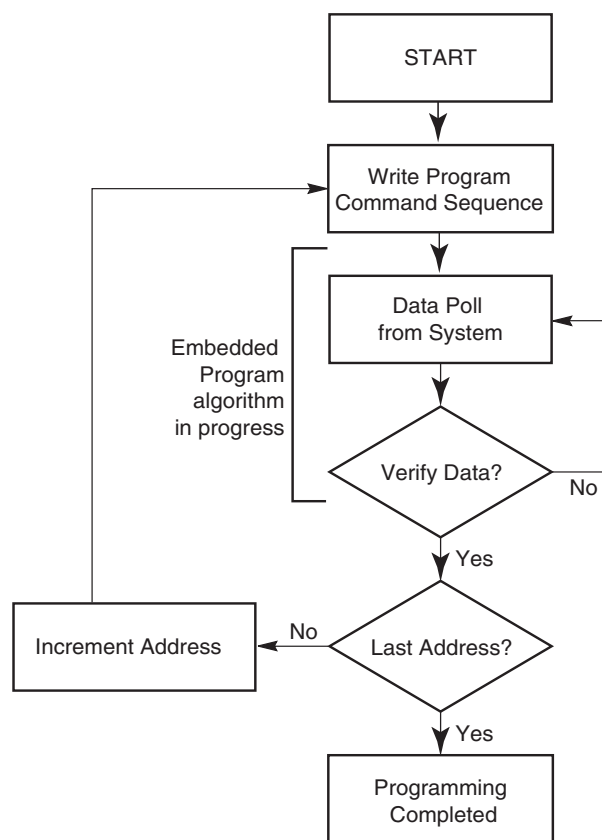 START
Write Program
Command Sequence
Data Poll
from System
Embedded
Program
algorithm
in progress
Verify Data?
No
Yes
Increment Address
No
Last Address?
Yes
Programming
Completed